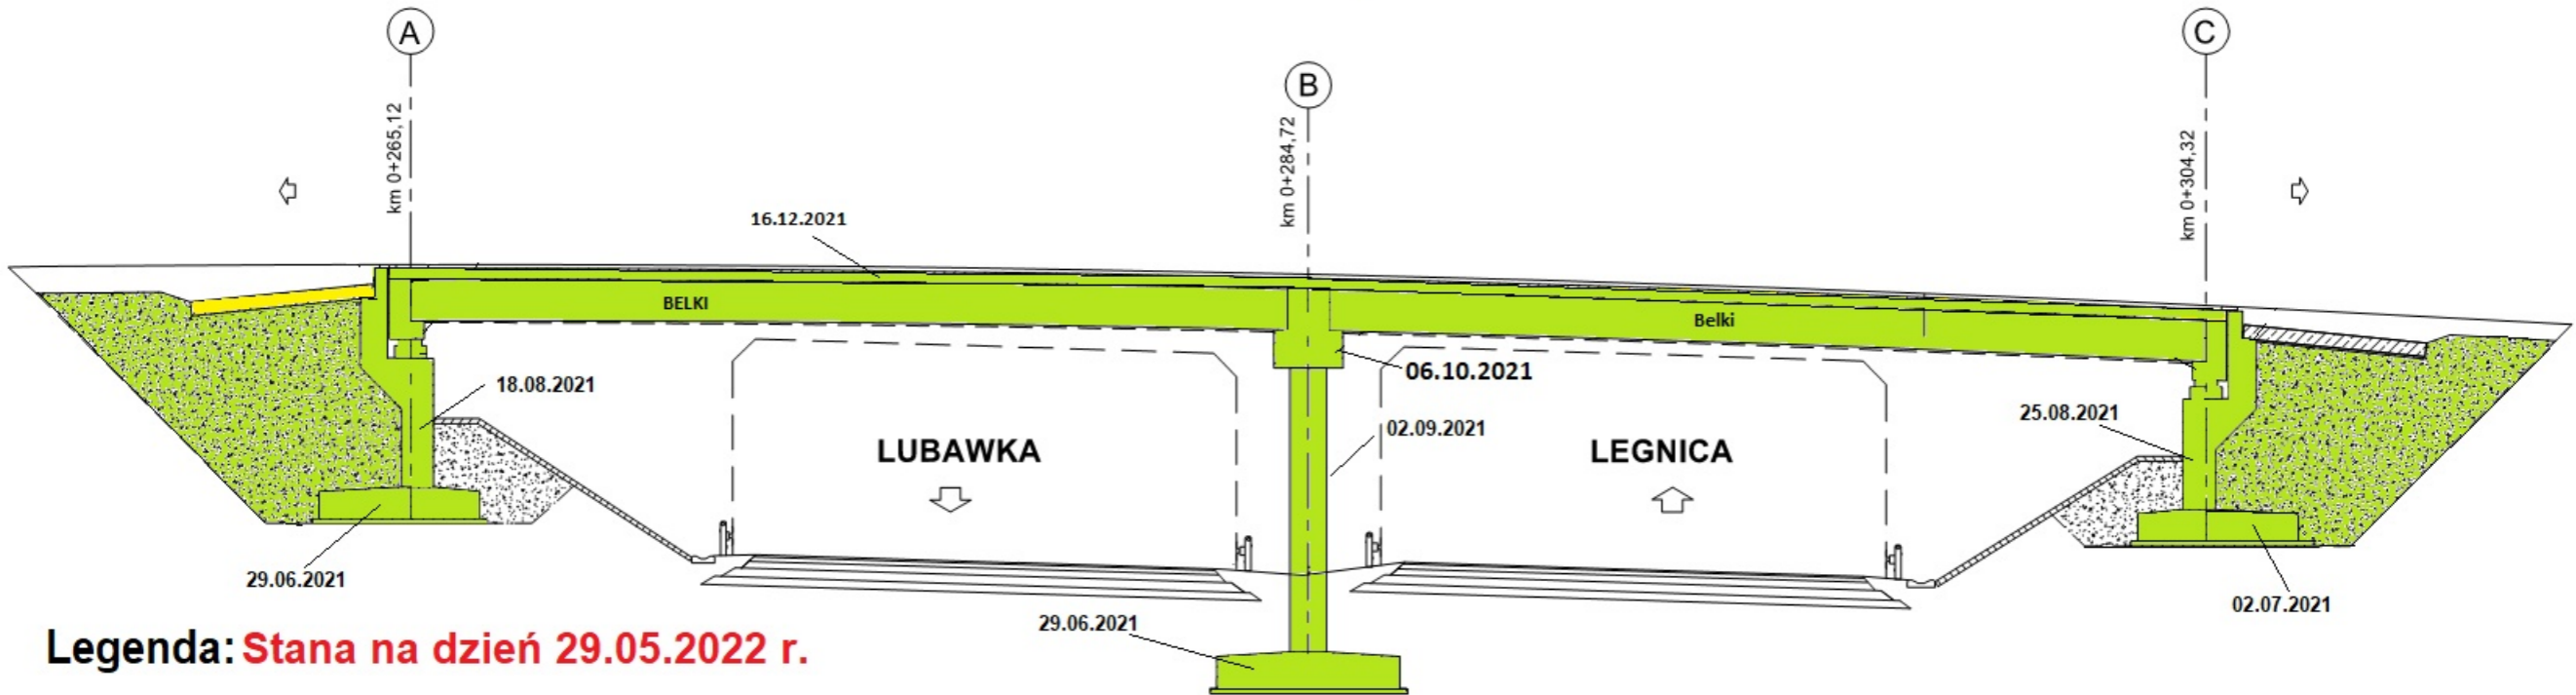 A
B
C
km 0+265,12
km 0+284,72
km 0+304,32
16.12.2021
BELKI
Belki
18.08.2021
06.10.2021
02.09.2021
25.08.2021
LUBAWKA
LEGNICA
29.06.2021
02.07.2021
29.06.2021
Legenda: Stana na dzień 29.05.2022 r.